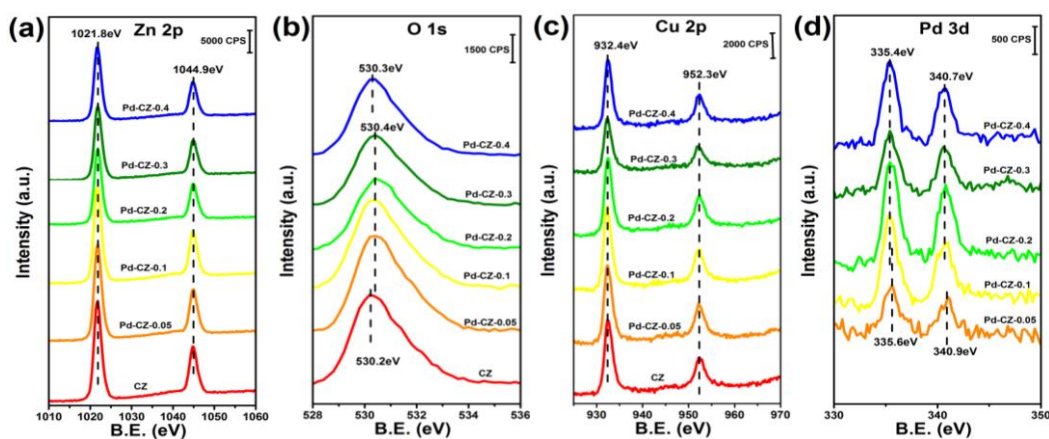 (a) Zn 2p
1021.8eV
5000 CPS
1044.9eV
Pd-CZ-0.4
Pd-CZ-0.3
Pd-CZ-0.2
Pd-CZ-0.1
Pd-CZ-0.05
CZ
Intensity (a.u.)
1010 1020 1030 1040 1050 1060
B.E. (eV)
(b) O 1s
1500 CPS
530.3eV
Pd-CZ-0.4
530.4eV
Pd-CZ-0.3
Pd-CZ-0.2
Pd-CZ-0.1
Pd-CZ-0.05
530.2eV
CZ
Intensity (a.u.)
528 530 532 534 536
B.E. (eV)
(c) Cu 2p
932.4eV
2000 CPS
952.3eV
Pd-CZ-0.4
Pd-CZ-0.3
Pd-CZ-0.2
Pd-CZ-0.1
Pd-CZ-0.05
CZ
Intensity (a.u.)
930 940 950 960 970
B.E. (eV)
(d) Pd 3d
335.4eV
500 CPS
340.7eV
Pd-CZ-0.4
Pd-CZ-0.3
Pd-CZ-0.2
Pd-CZ-0.1
Pd-CZ-0.05
335.6eV
340.9eV
Intensity (a.u.)
330 340 350
B.E. (eV)